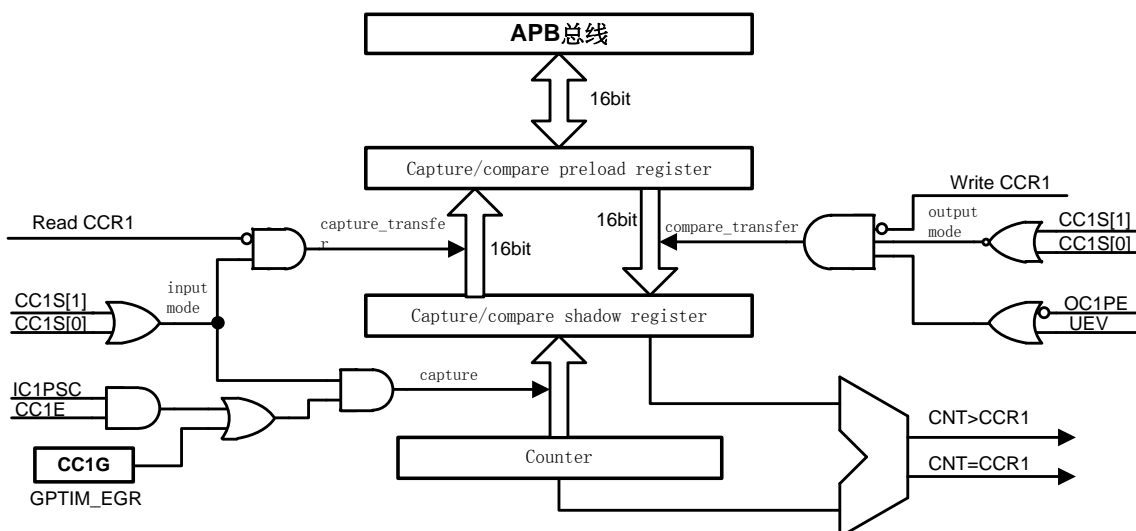 APB总线
16bit
Capture/compare preload register
Write CCR1
Read CCR1
capture_transfe
r
16bit
16bit
compare_transfer
output
mode
CC1S[1]
CC1S[0]
CC1S[1]
CC1S[0]
input
mode
Capture/compare shadow register
OC1PE
UEV
IC1PSC
CC1E
capture
CC1G
GPTIM_EGR
Counter
CNT>CCR1
CNT=CCR1